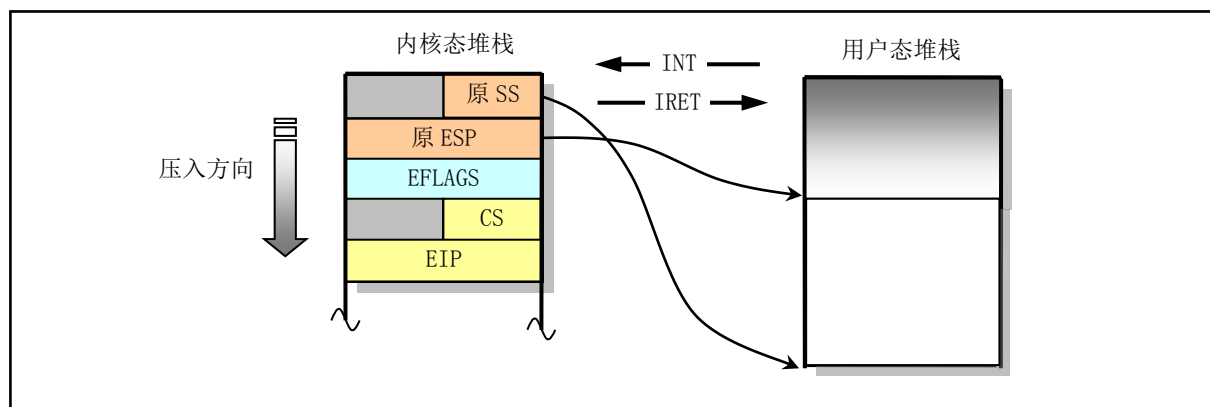 内核态堆栈
用户态堆栈
INT
IRET
压入方向
原 SS
原 ESP
EFLAGS
CS
EIP